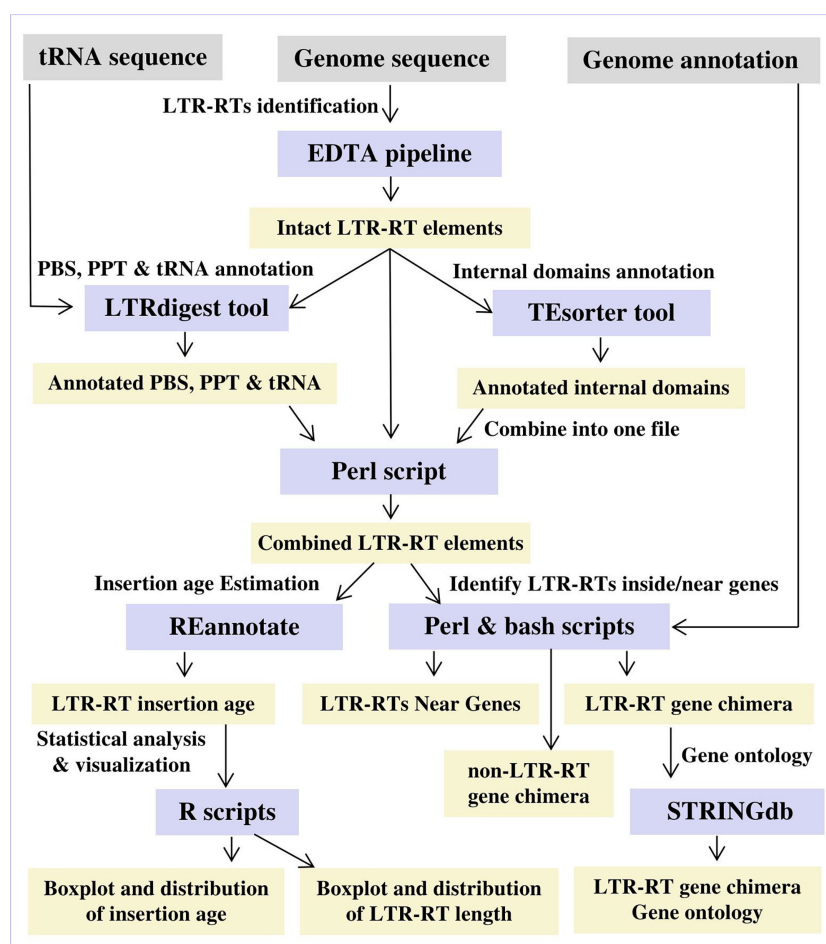 tRNA sequence
Genome sequence
Genome annotation
LTR-RTs identification
EDTA pipeline
Intact LTR-RT elements
PBS, PPT & tRNA annotation
Internal domains annotation
LTRdigest tool
TEsorter tool
Annotated PBS, PPT & tRNA
Annotated internal domains
Combine into one file
Perl script
Combined LTR-RT elements
Insertion age Estimation
Identify LTR-RTs inside/near genes
REannotate
Perl & bash scripts
LTR-RT insertion age
LTR-RTs Near Genes
LTR-RT gene chimera
Statistical analysis
& visualization
non-LTR-RT
gene chimera
Gene ontology
R scripts
STRINGdb
Boxplot and distribution
of insertion age
Boxplot and distribution
of LTR-RT length
LTR-RT gene chimera
Gene ontology